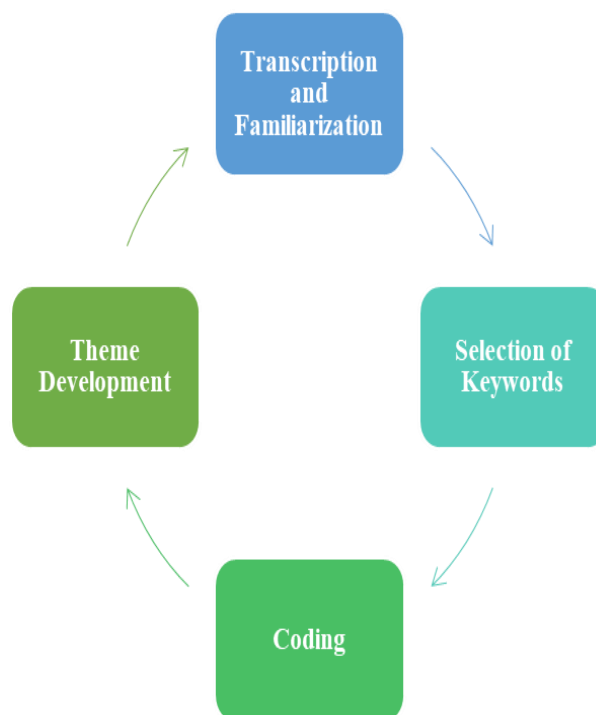 Transcription
and
Familiarization
Selection of
Keywords
Coding
Theme
Development